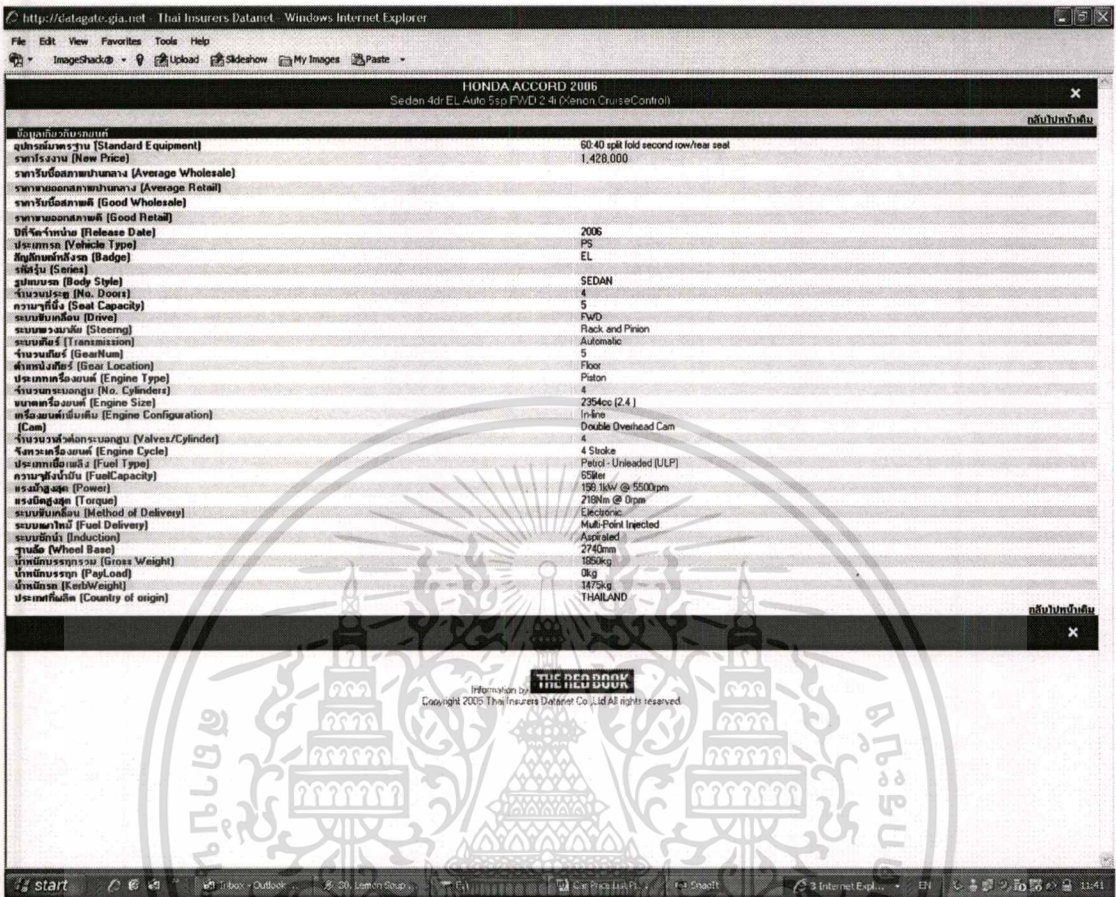 http://datagate.gia.net - Thai Insurers Datanet - Windows Internet Explorer
File Edit View Favorites Tools Help
ImageShack® Upload Slideshow My Images Paste
HONDA ACCORD 2006
Sedan 4dr EL Auto 5sp FWD 2.4i (Xenon,CruiseControl)
กลับไปหน้าเดิม
ข้อมูลเกี่ยวกับรถยนต์
อุปกรณ์มาตรฐาน (Standard Equipment) 60:40 split fold second row/rear seat
ราคาโรงงาน (New Price) 1,428,000
ราคารับซื้อสภาพปานกลาง (Average Wholesale)
ราคาขายออกสภาพปานกลาง (Average Retail)
ราคารับซื้อสภาพดี (Good Wholesale)
ราคาขายออกสภาพดี (Good Retail)
ปีที่จัดจำหน่าย (Release Date) 2006
ประเภทรถ (Vehicle Type) PS
สัญลักษณ์หลังรถ (Badge) EL
รหัสรุ่น (Series)
รูปแบบรถ (Body Style) SEDAN
จำนวนประตู (No. Doors) 4
ความจุที่นั่ง (Seat Capacity) 5
ระบบขับเคลื่อน (Drive) FWD
ระบบพวงมาลัย (Steerng) Rack and Pinion
ระบบเกียร์ (Transmission) Automatic
จำนวนเกียร์ (GearNum) 5
ตำแหน่งเกียร์ (Gear Location) Floor
ประเภทเครื่องยนต์ (Engine Type) Piston
จำนวนกระบอกสูบ (No. Cylinders) 4
ขนาดเครื่องยนต์ (Engine Size) 2354cc (2.4 )
เครื่องยนต์เพิ่มเติม (Engine Configuration) In-line
(Cam) Double Overhead Cam
จำนวนวาล์วต่อกระบอกสูบ (Valves/Cylinder) 4
จังหวะเครื่องยนต์ (Engine Cycle) 4 Stroke
ประเภทเชื้อเพลิง (Fuel Type) Petrol - Unleaded (ULP)
ความจุถังน้ำมัน (FuelCapacity) 65liter
แรงม้าสูงสุด (Power) 158.1kW @ 5500rpm
แรงบิดสูงสุด (Torque) 218Nm @ 0rpm
ระบบขับเคลื่อน (Method of Delivery) Electronic
ระบบเผาไหม้ (Fuel Delivery) Multi-Point Injected
ระบบชักนำ (Induction) Aspirated
ฐานล้อ (Wheel Base) 2740mm
น้ำหนักบรรทุกรวม (Gross Weight) 1850kg
น้ำหนักบรรทุก (PayLoad) 0kg
น้ำหนักรถ (KerbWeight) 1475kg
ประเทศที่ผลิต (Country of origin) THAILAND
กลับไปหน้าเดิม
Information by THE RED BOOK
Copyright 2005 Thai Insurers Datanet Co.,Ltd All rights reserved.
start Inbox - Outlook ... 30. Lemon Soup ... Car Price List Pt... SnagIt 3 Internet Expl... EN 11:41